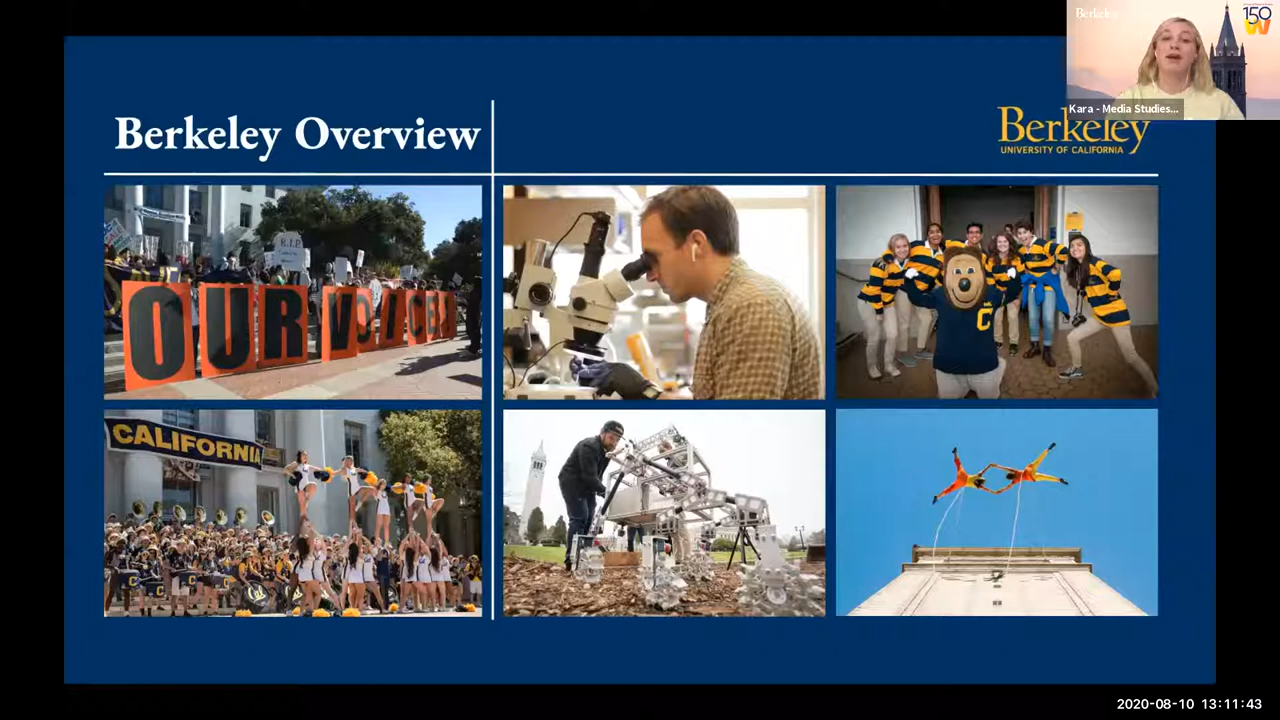 Berkeley
150
W
Kara - Media Studies...
Berkeley Overview
Berkeley
UNIVERSITY OF CALIFORNIA
R.I.P.
OUR VOICES
C
CALIFORNIA
C
C
C
Cal
2020-08-10 13:11:43